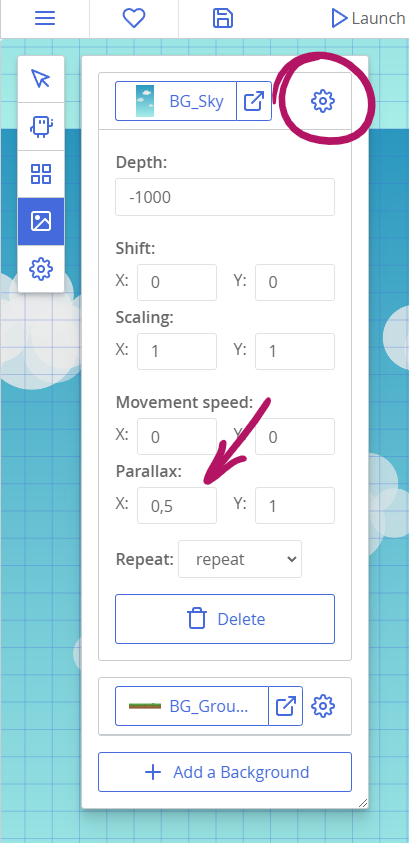 Launch
BG_Sky
Depth:
-1000
Shift:
X: 0 Y: 0
Scaling:
X: 1 Y: 1
Movement speed:
X: 0 Y: 0
Parallax:
X: 0,5 Y: 1
Repeat: repeat
Delete
BG_Grou...
Add a Background